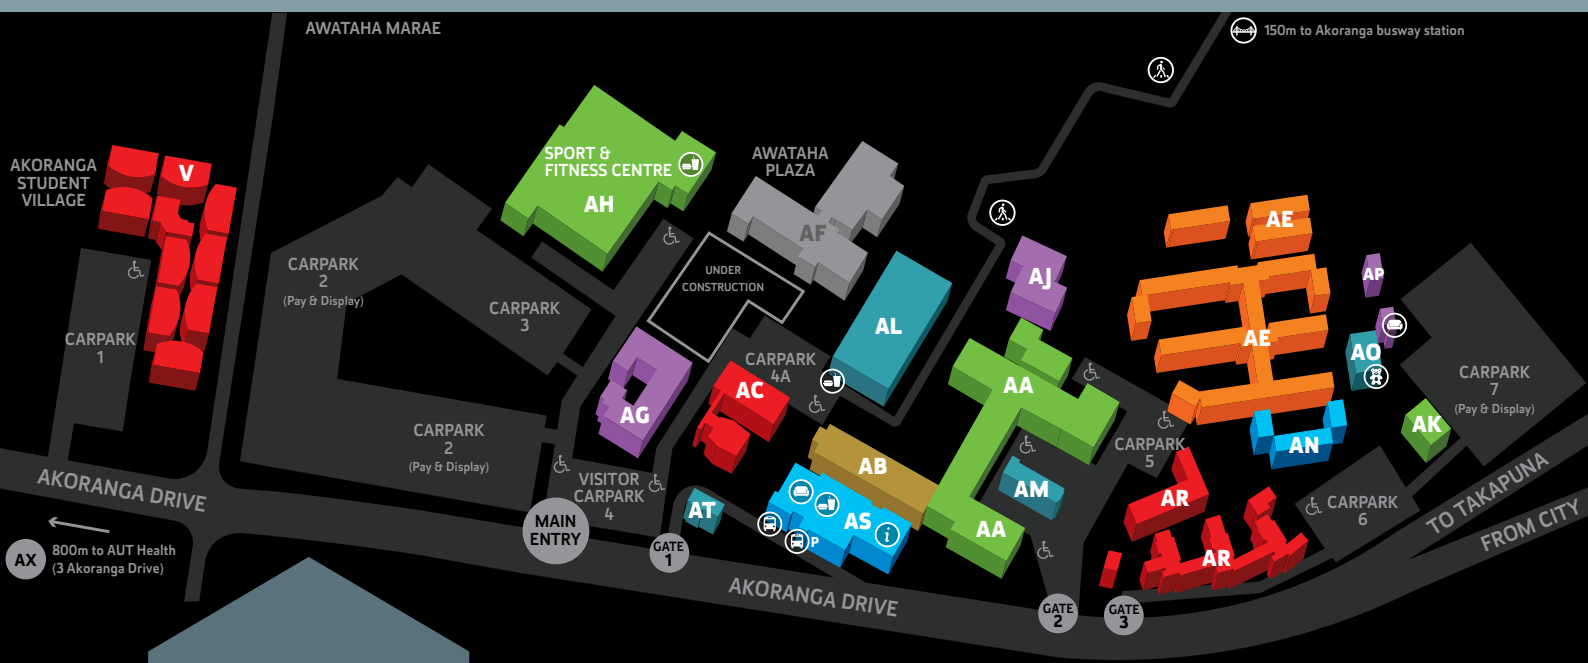 AWATAHA MARAE
150m to Akoranga busway station
AKORANGA
STUDENT
VILLAGE
V
SPORT &
FITNESS CENTRE
AH
AWATAHA
PLAZA
AF
AJ
AE
AP
CARPARK
2
(Pay & Display)
UNDER
CONSTRUCTION
CARPARK
3
CARPARK
1
AL
AE
AO
CARPARK
4A
AC
AA
CARPARK
7
(Pay & Display)
AG
AK
CARPARK
2
(Pay & Display)
AN
CARPARK
5
AB
VISITOR
CARPARK
4
AM
AR
AKORANGA DRIVE
TO TAKAPUNA
CARPARK
6
AT
AS
i
P
AA
FROM CITY
MAIN
ENTRY
GATE
1
AR
AX
800m to AUT Health
(3 Akoranga Drive)
AKORANGA DRIVE
GATE
2
GATE
3